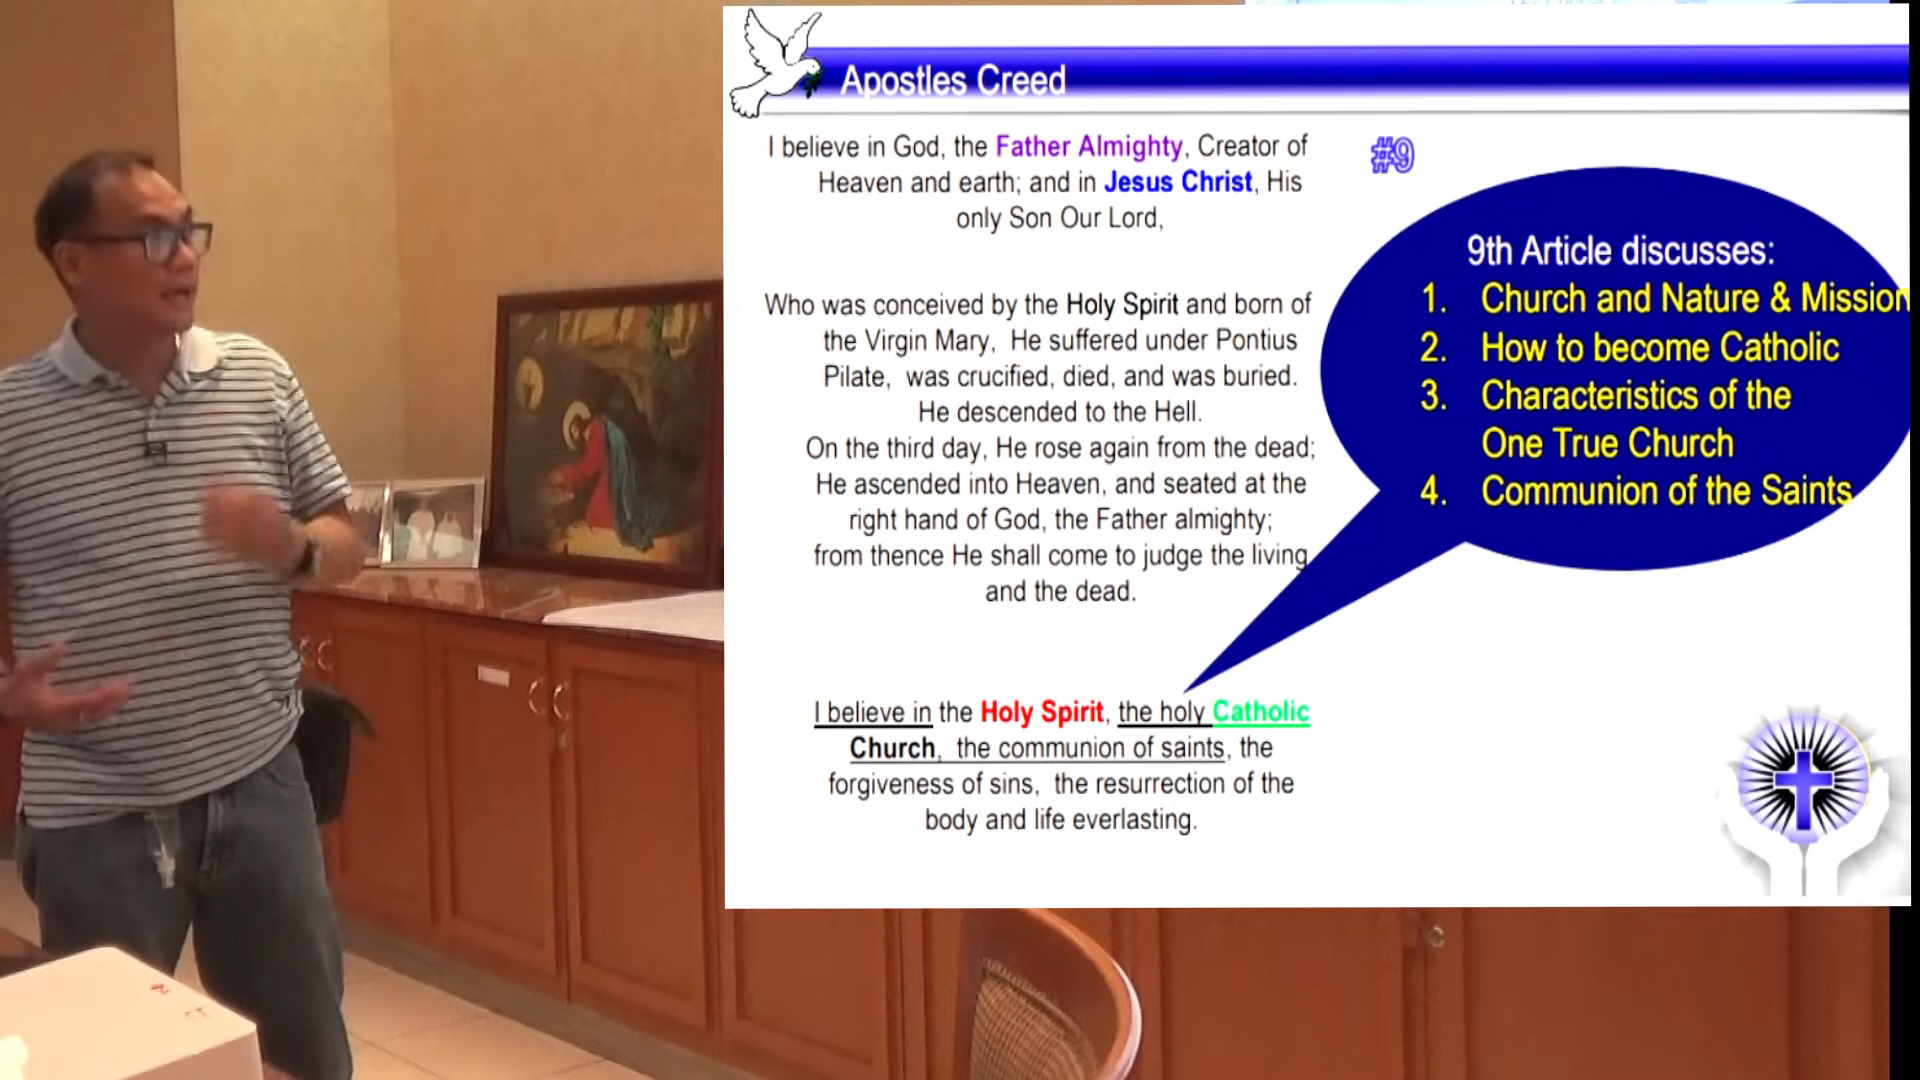 Apostles Creed
I believe in God, the Father Almighty, Creator of
Heaven and earth; and in Jesus Christ, His
only Son Our Lord,
Who was conceived by the Holy Spirit and born of
the Virgin Mary, He suffered under Pontius
Pilate, was crucified, died, and was buried.
He descended to the Hell.
On the third day, He rose again from the dead;
He ascended into Heaven, and seated at the
right hand of God, the Father almighty;
from thence He shall come to judge the living
and the dead.
I believe in the Holy Spirit, the holy Catholic
Church, the communion of saints, the
forgiveness of sins, the resurrection of the
body and life everlasting.
#9
9th Article discusses:
1. Church and Nature & Mission
2. How to become Catholic
3. Characteristics of the
One True Church
4. Communion of the Saints